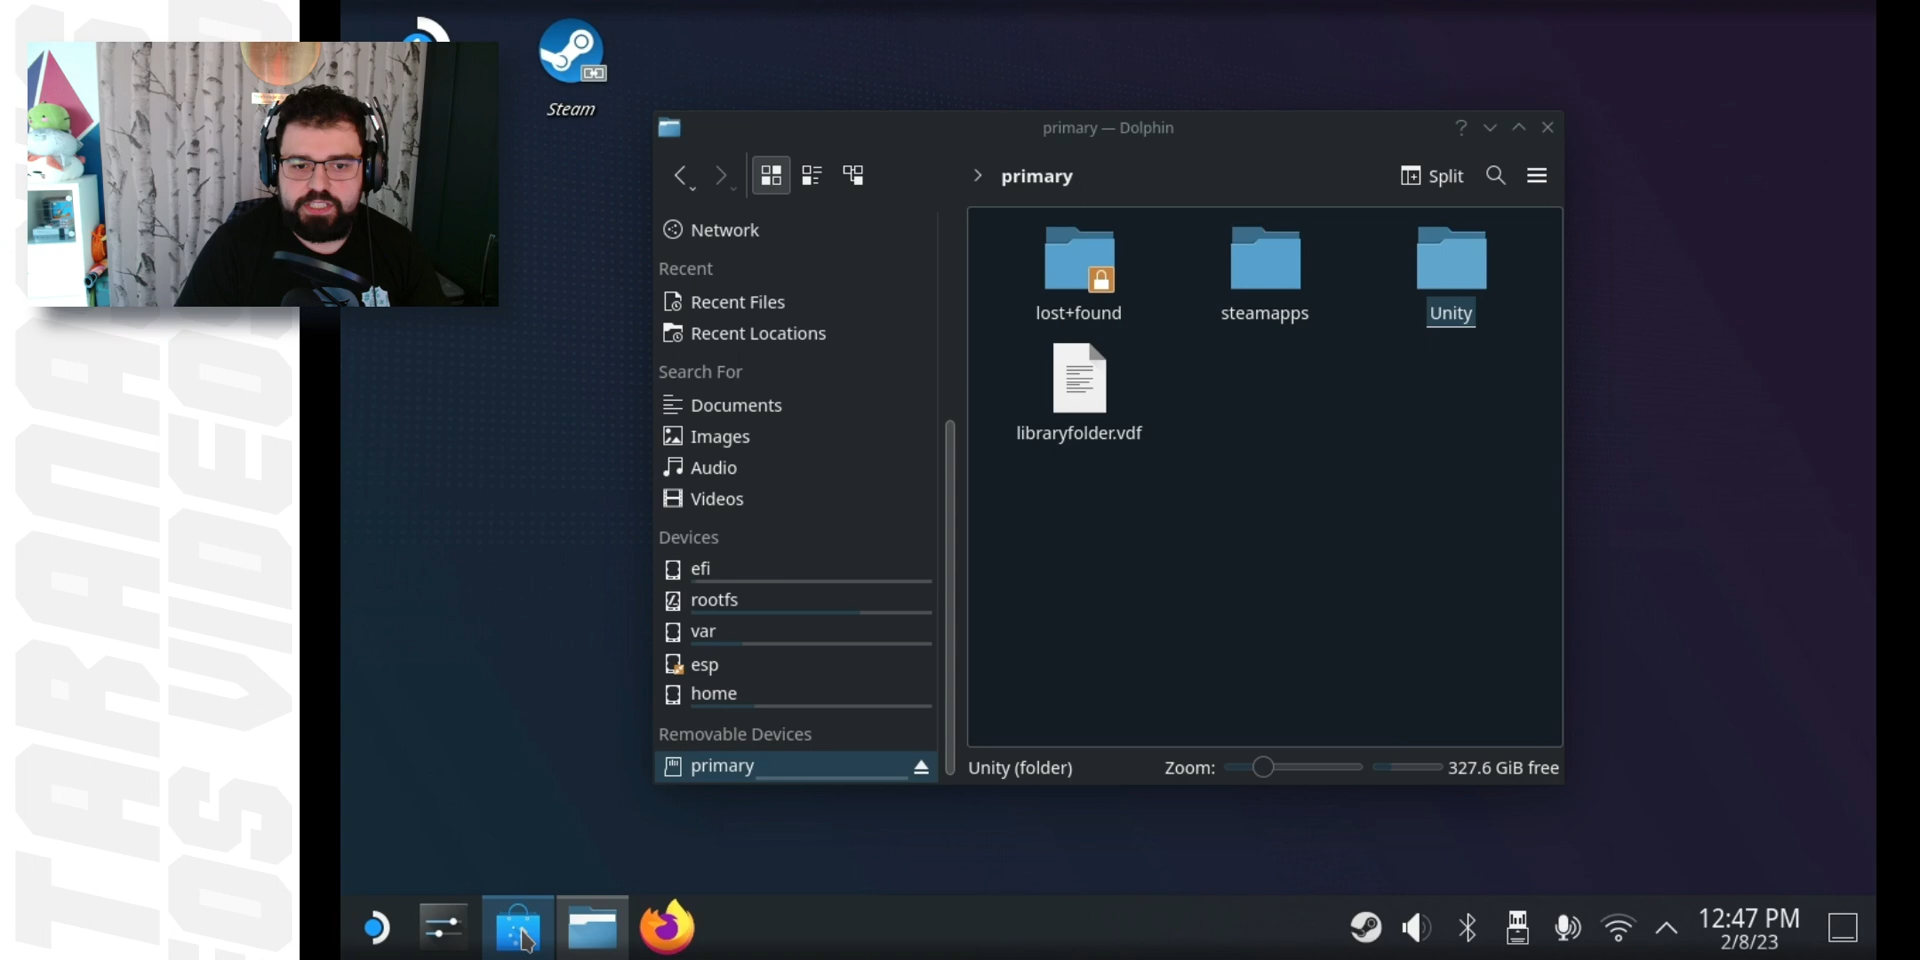 Steam
primary — Dolphin
primary
Split
Network
Recent
Recent Files
Recent Locations
Search For
Documents
Images
Audio
Videos
Devices
efi
rootfs
var
esp
home
Removable Devices
primary
lost+found
steamapps
Unity
libraryfolder.vdf
Unity (folder)
Zoom:
327.6 GiB free
12:47 PM
2/8/23